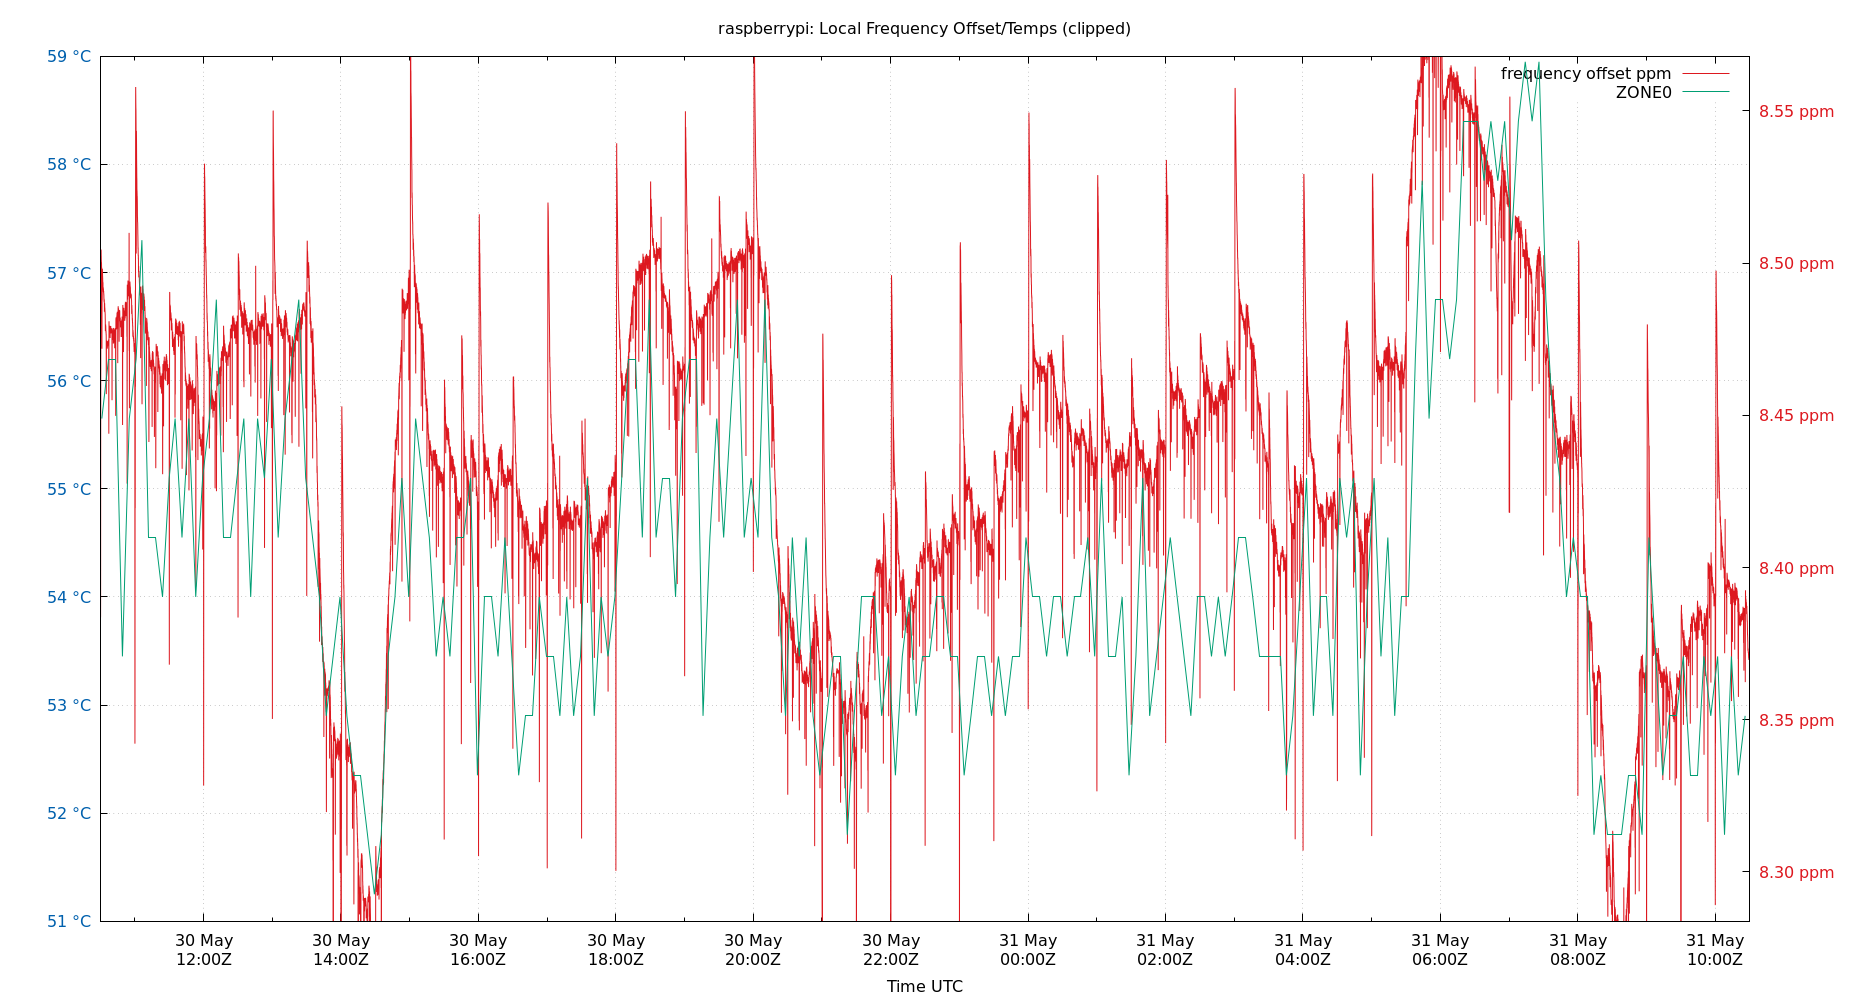 raspberrypi: Local Frequency Offset/Temps (clipped)
59 °C
58 °C
57 °C
56 °C
55 °C
54 °C
53 °C
52 °C
51 °C
frequency offset ppm
ZONE0
8.55 ppm
8.50 ppm
8.45 ppm
8.40 ppm
8.35 ppm
8.30 ppm
30 May 30 May 30 May 30 May 30 May 30 May 31 May 31 May 31 May 31 May 31 May 31 May
12:00Z 14:00Z 16:00Z 18:00Z 20:00Z 22:00Z 00:00Z 02:00Z 04:00Z 06:00Z 08:00Z 10:00Z
Time UTC